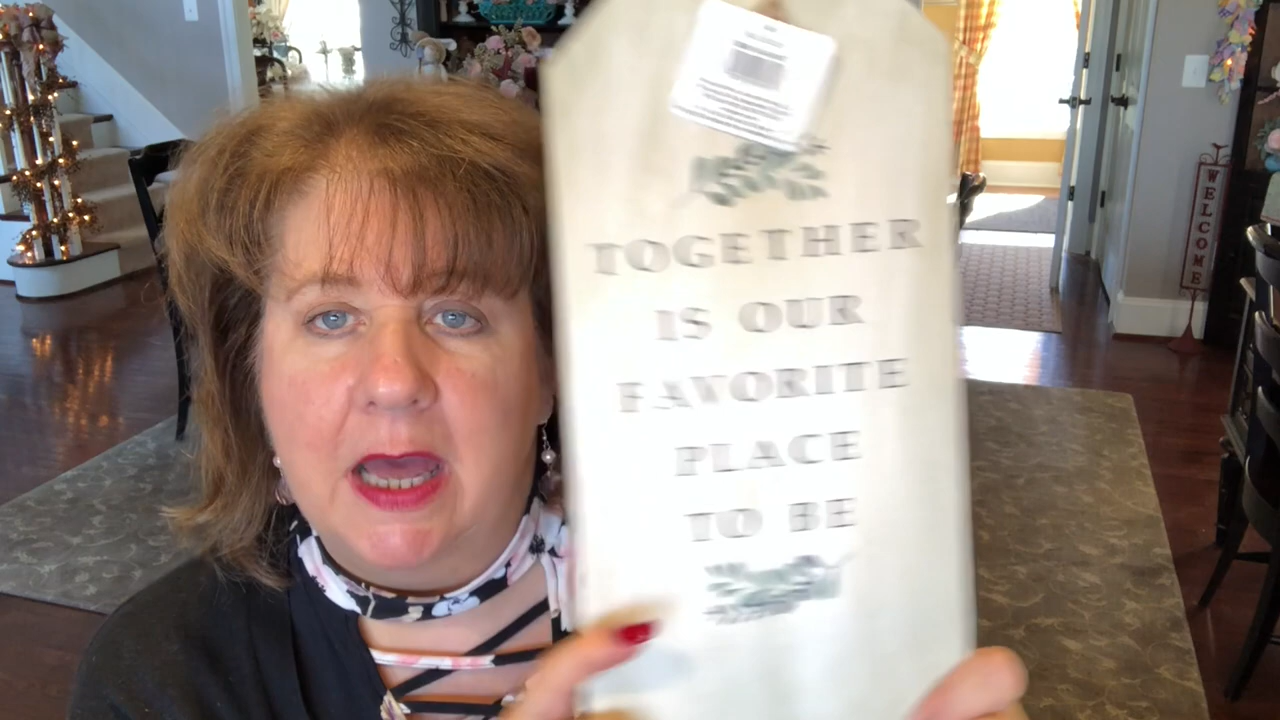 TOGETHER
IS OUR
FAVORITE
PLACE
TO BE
WELCOME